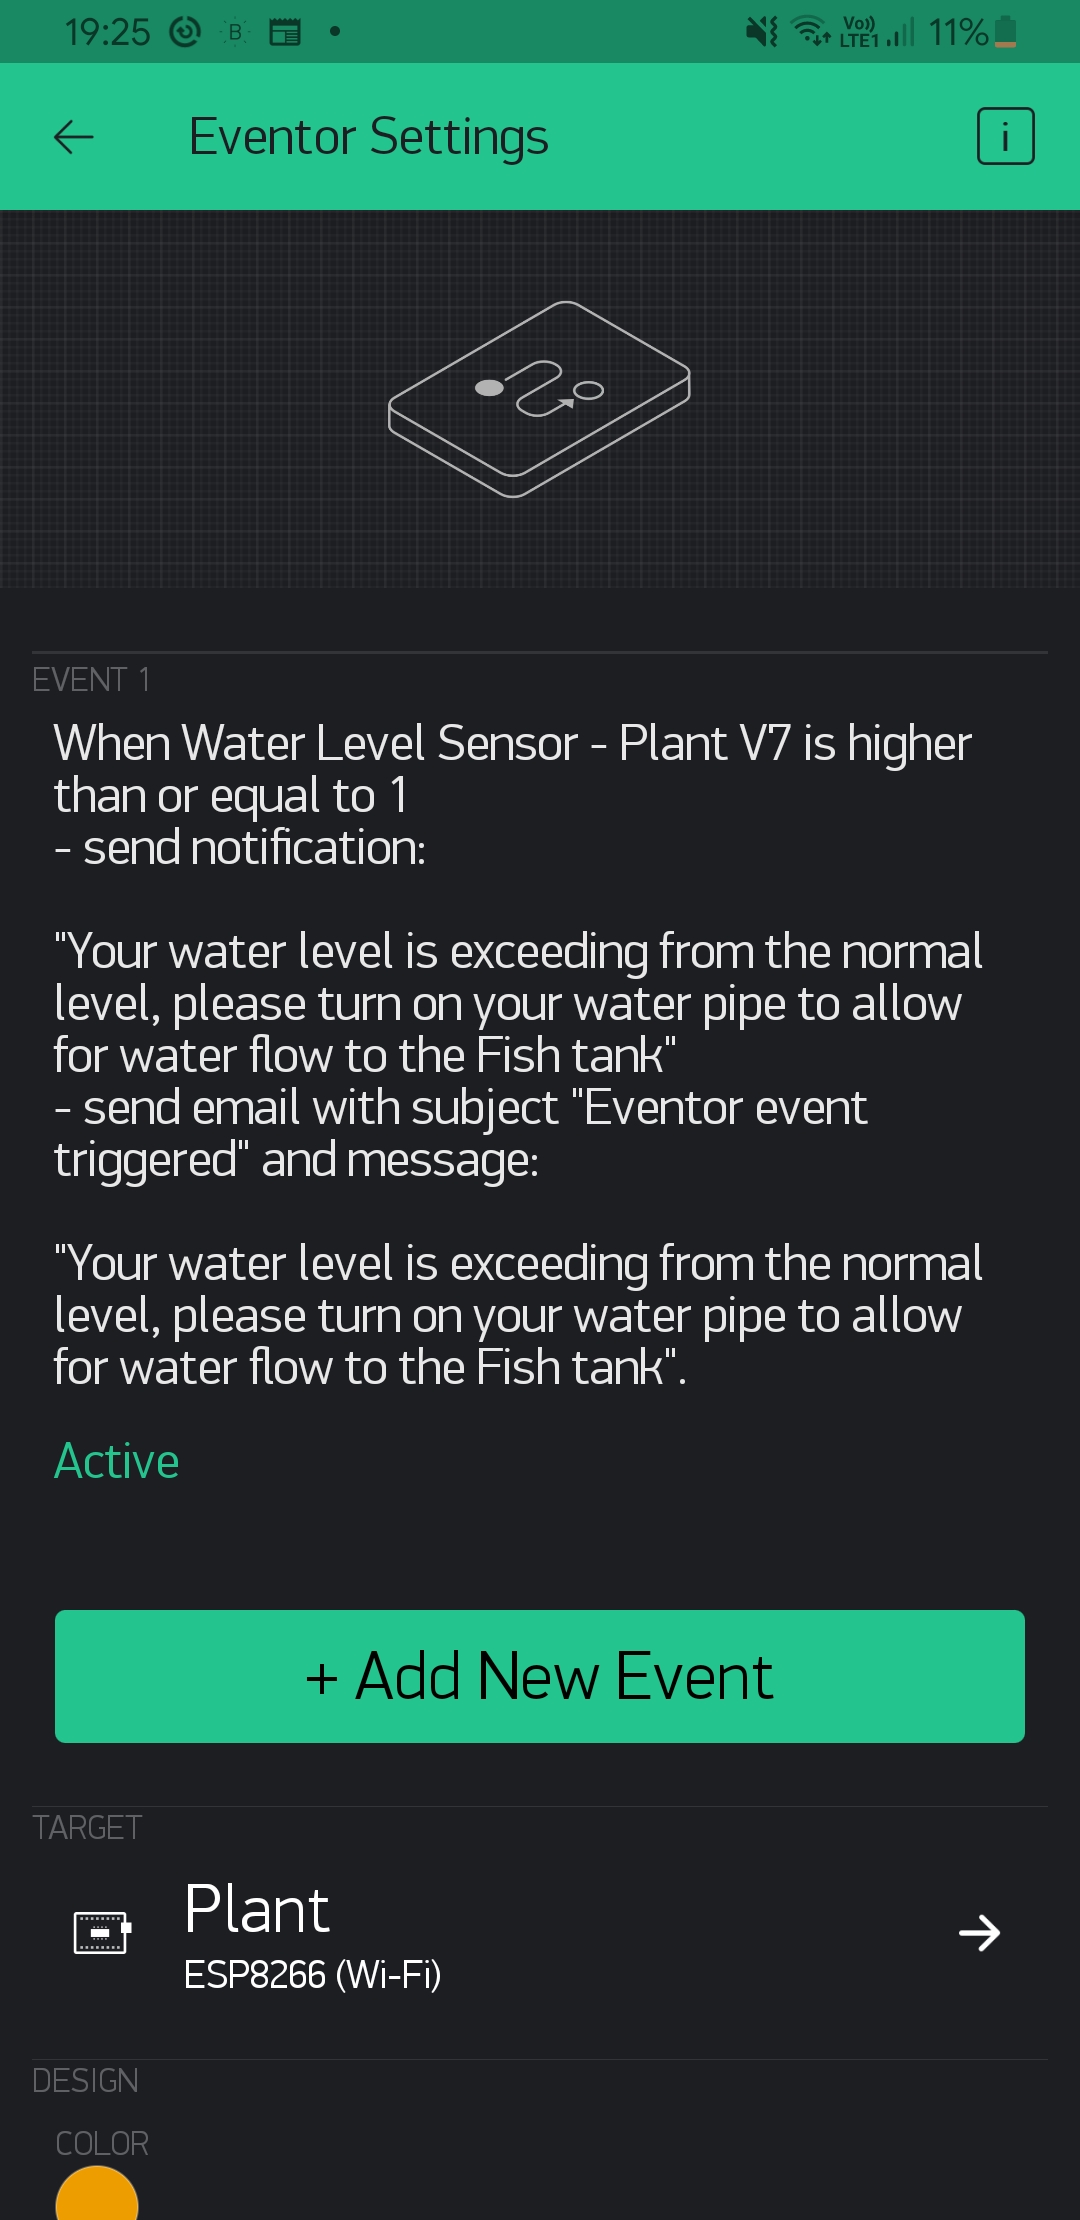 19:25 B Vo)) LTE1 11%
Eventor Settings i
EVENT 1
When Water Level Sensor - Plant V7 is higher
than or equal to 1
- send notification:
"Your water level is exceeding from the normal
level, please turn on your water pipe to allow
for water flow to the Fish tank"
- send email with subject "Eventor event
triggered" and message:
"Your water level is exceeding from the normal
level, please turn on your water pipe to allow
for water flow to the Fish tank".
Active
+ Add New Event
TARGET
Plant
ESP8266 (Wi-Fi)
DESIGN
COLOR